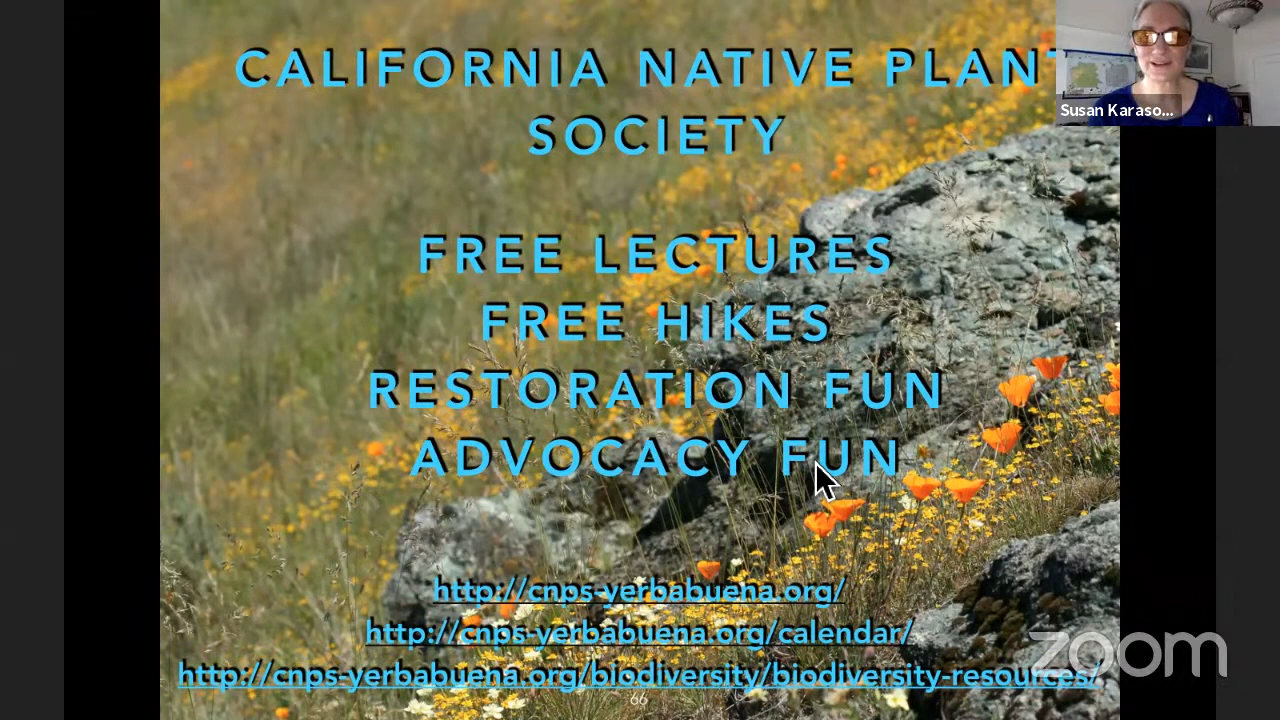 CALIFORNIA NATIVE PLANT
SOCIETY
FREE LECTURES
FREE HIKES
RESTORATION FUN
ADVOCACY FUN
http://cnps-yerbabuena.org/
http://cnps-yerbabuena.org/calendar/
http://cnps-yerbabuena.org/biodiversity/biodiversity-resources/
66
Susan Karaso...
zoom